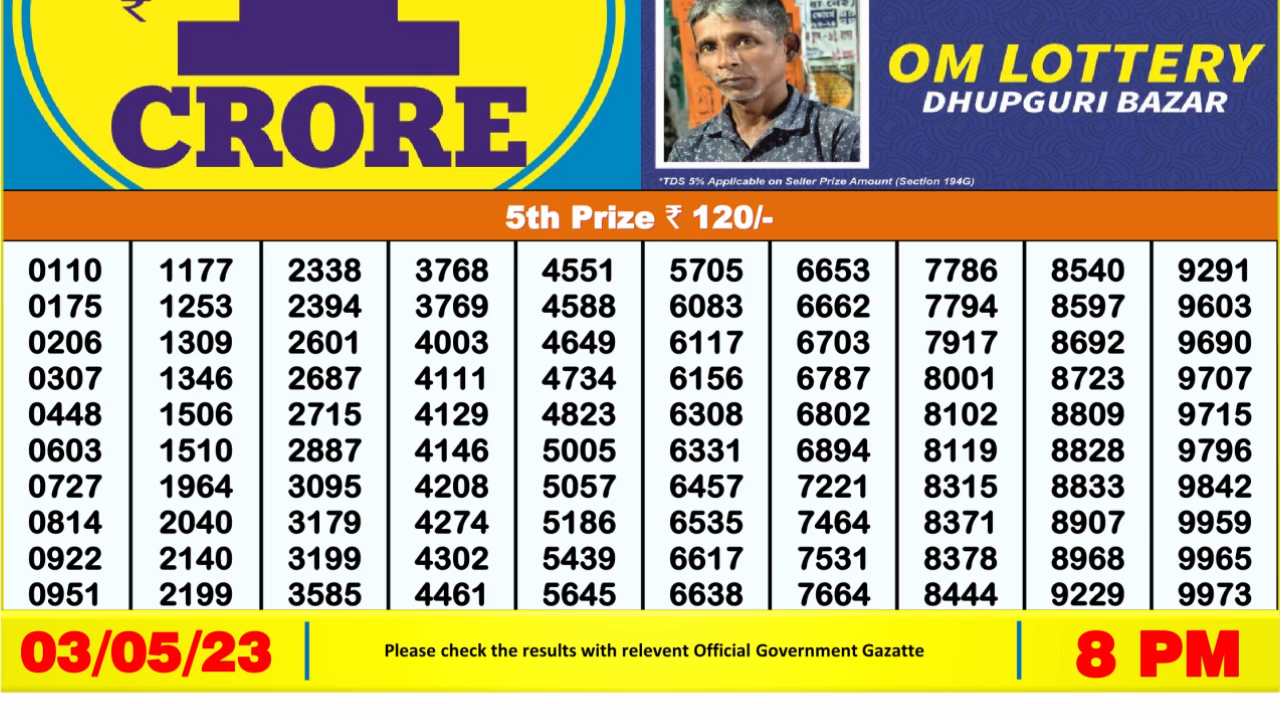 ₹
1
CRORE
OM LOTTERY
DHUPGURI BAZAR
*TDS 5% Applicable on Seller Prize Amount (Section 194G)
5th Prize ₹ 120/-
0110 1177 2338 3768 4551 5705 6653 7786 8540 9291
0175 1253 2394 3769 4588 6083 6662 7794 8597 9603
0206 1309 2601 4003 4649 6117 6703 7917 8692 9690
0307 1346 2687 4111 4734 6156 6787 8001 8723 9707
0448 1506 2715 4129 4823 6308 6802 8102 8809 9715
0603 1510 2887 4146 5005 6331 6894 8119 8828 9796
0727 1964 3095 4208 5057 6457 7221 8315 8833 9842
0814 2040 3179 4274 5186 6535 7464 8371 8907 9959
0922 2140 3199 4302 5439 6617 7531 8378 8968 9965
0951 2199 3585 4461 5645 6638 7664 8444 9229 9973
03/05/23
Please check the results with relevent Official Government Gazatte
8 PM